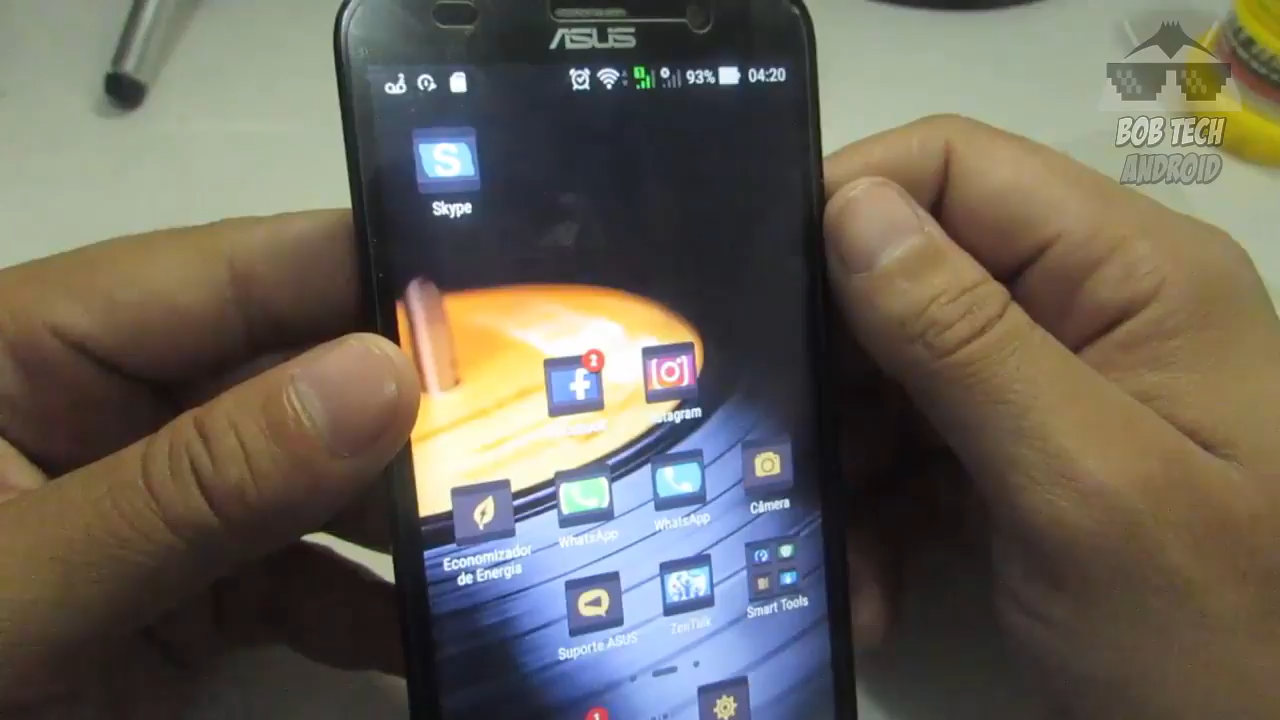 ASUS
93% 04:20
BOB TECH
ANDROID
Skype
Instagram
Câmera
WhatsApp
WhatsApp
Economizador
de Energia
Smart Tools
ZenTalk
Suporte ASUS